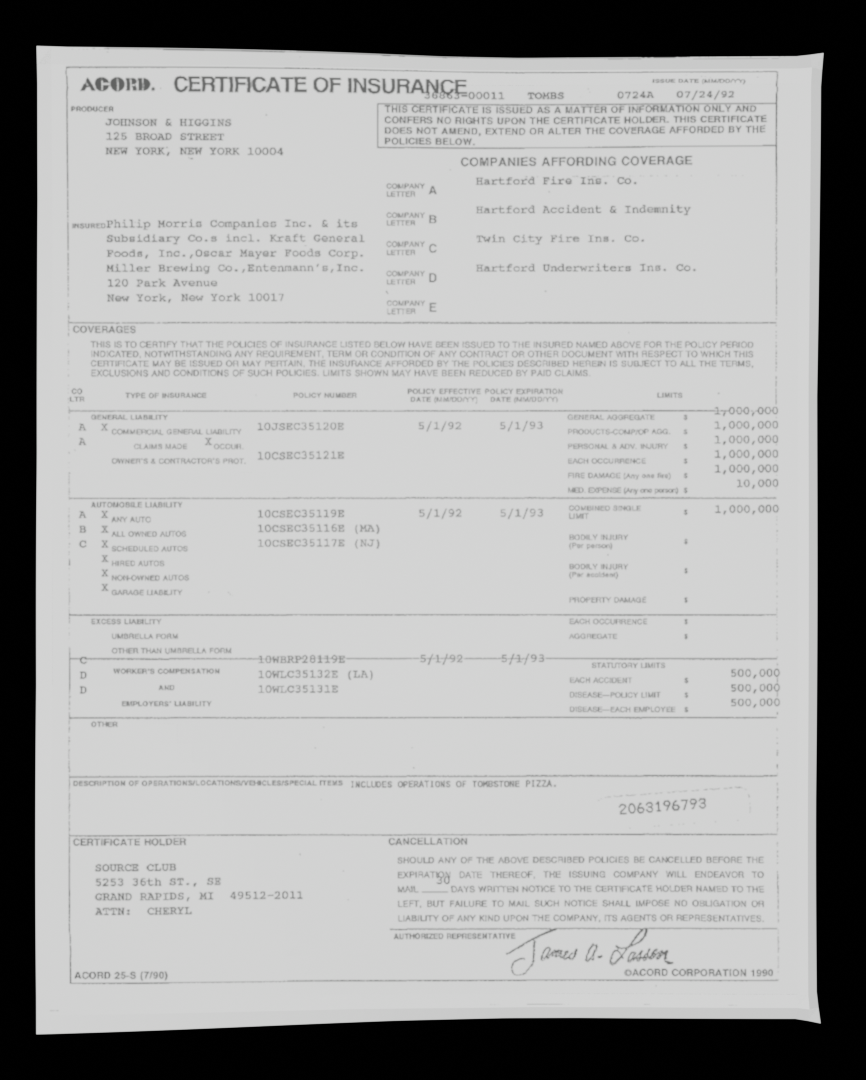 ACORD. CERTIFICATE OF INSURANCE
ISSUE DATE (MM/DD/YY)
36863-00011 TOMBS 0724A 07/24/92
PRODUCER
JOHNSON & HIGGINS
125 BROAD STREET
NEW YORK, NEW YORK 10004
THIS CERTIFICATE IS ISSUED AS A MATTER OF INFORMATION ONLY AND
CONFERS NO RIGHTS UPON THE CERTIFICATE HOLDER. THIS CERTIFICATE
DOES NOT AMEND, EXTEND OR ALTER THE COVERAGE AFFORDED BY THE
POLICIES BELOW.
COMPANIES AFFORDING COVERAGE
COMPANY LETTER A Hartford Fire Ins. Co.
COMPANY LETTER B Hartford Accident & Indemnity
COMPANY LETTER C Twin City Fire Ins. Co.
COMPANY LETTER D Hartford Underwriters Ins. Co.
COMPANY LETTER E
INSURED Philip Morris Companies Inc. & its
Subsidiary Co.s incl. Kraft General
Foods, Inc.,Oscar Mayer Foods Corp.
Miller Brewing Co.,Entenmann's,Inc.
120 Park Avenue
New York, New York 10017
COVERAGES
THIS IS TO CERTIFY THAT THE POLICIES OF INSURANCE LISTED BELOW HAVE BEEN ISSUED TO THE INSURED NAMED ABOVE FOR THE POLICY PERIOD
INDICATED, NOTWITHSTANDING ANY REQUIREMENT, TERM OR CONDITION OF ANY CONTRACT OR OTHER DOCUMENT WITH RESPECT TO WHICH THIS
CERTIFICATE MAY BE ISSUED OR MAY PERTAIN, THE INSURANCE AFFORDED BY THE POLICIES DESCRIBED HEREIN IS SUBJECT TO ALL THE TERMS,
EXCLUSIONS AND CONDITIONS OF SUCH POLICIES. LIMITS SHOWN MAY HAVE BEEN REDUCED BY PAID CLAIMS.
CO LTR TYPE OF INSURANCE POLICY NUMBER POLICY EFFECTIVE DATE (MM/DD/YY) POLICY EXPIRATION DATE (MM/DD/YY) LIMITS
GENERAL LIABILITY GENERAL AGGREGATE $ 1,000,000
A X COMMERCIAL GENERAL LIABILITY 10JSEC35120E 5/1/92 5/1/93 PRODUCTS-COMP/OP AGG. $ 1,000,000
A CLAIMS MADE X OCCUR. PERSONAL & ADV. INJURY $ 1,000,000
OWNER'S & CONTRACTOR'S PROT. 10CSEC35121E EACH OCCURRENCE $ 1,000,000
FIRE DAMAGE (Any one fire) $ 1,000,000
MED. EXPENSE (Any one person) $ 10,000
AUTOMOBILE LIABILITY
A X ANY AUTO 10CSEC35119E 5/1/92 5/1/93 COMBINED SINGLE LIMIT $ 1,000,000
B X ALL OWNED AUTOS 10CSEC35116E (MA)
C X SCHEDULED AUTOS 10CSEC35117E (NJ) BODILY INJURY (Per person) $
X HIRED AUTOS
X NON-OWNED AUTOS BODILY INJURY (Per accident) $
X GARAGE LIABILITY
PROPERTY DAMAGE $
EXCESS LIABILITY EACH OCCURRENCE $
UMBRELLA FORM AGGREGATE $
OTHER THAN UMBRELLA FORM
C 10WBRP28119E 5/1/92 5/1/93 STATUTORY LIMITS
D WORKER'S COMPENSATION 10WLC35132E (LA) EACH ACCIDENT $ 500,000
D AND 10WLC35131E DISEASE—POLICY LIMIT $ 500,000
EMPLOYERS' LIABILITY DISEASE—EACH EMPLOYEE $ 500,000
OTHER
DESCRIPTION OF OPERATIONS/LOCATIONS/VEHICLES/SPECIAL ITEMS INCLUDES OPERATIONS OF TOMBSTONE PIZZA.
2063196793
CERTIFICATE HOLDER
SOURCE CLUB
5253 36th ST., SE
GRAND RAPIDS, MI 49512-2011
ATTN: CHERYL
CANCELLATION
SHOULD ANY OF THE ABOVE DESCRIBED POLICIES BE CANCELLED BEFORE THE
EXPIRATION DATE THEREOF, THE ISSUING COMPANY WILL ENDEAVOR TO
MAIL 30 DAYS WRITTEN NOTICE TO THE CERTIFICATE HOLDER NAMED TO THE
LEFT, BUT FAILURE TO MAIL SUCH NOTICE SHALL IMPOSE NO OBLIGATION OR
LIABILITY OF ANY KIND UPON THE COMPANY, ITS AGENTS OR REPRESENTATIVES.
AUTHORIZED REPRESENTATIVE
James A. Lasson
ACORD 25-S (7/90)
©ACORD CORPORATION 1990